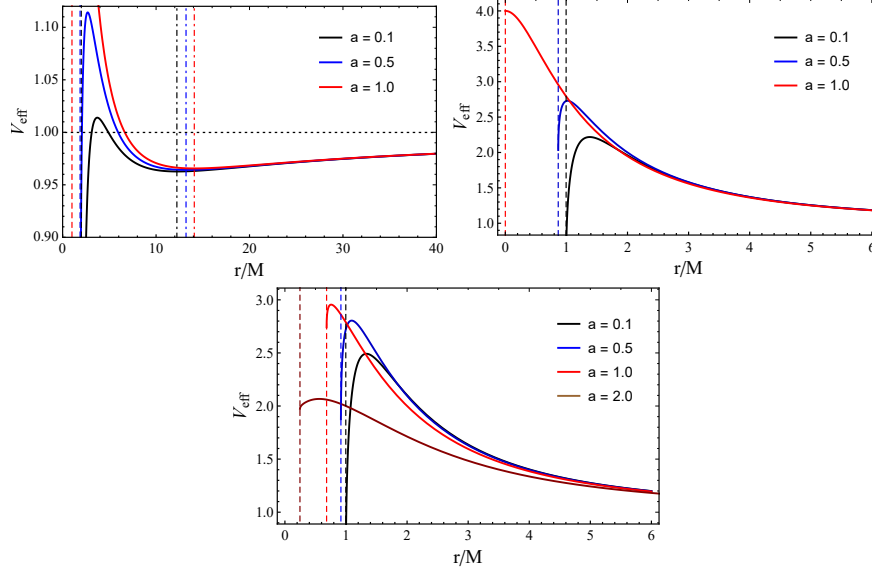 1.10
1.05
1.00
0.95
0.90
V_eff
a = 0.1
a = 0.5
a = 1.0
0 10 20 30 40
r/M
4.0
3.5
3.0
2.5
2.0
1.5
1.0
V_eff
a = 0.1
a = 0.5
a = 1.0
0 1 2 3 4 5 6
r/M
3.0
2.5
2.0
1.5
1.0
V_eff
a = 0.1
a = 0.5
a = 1.0
a = 2.0
0 1 2 3 4 5 6
r/M